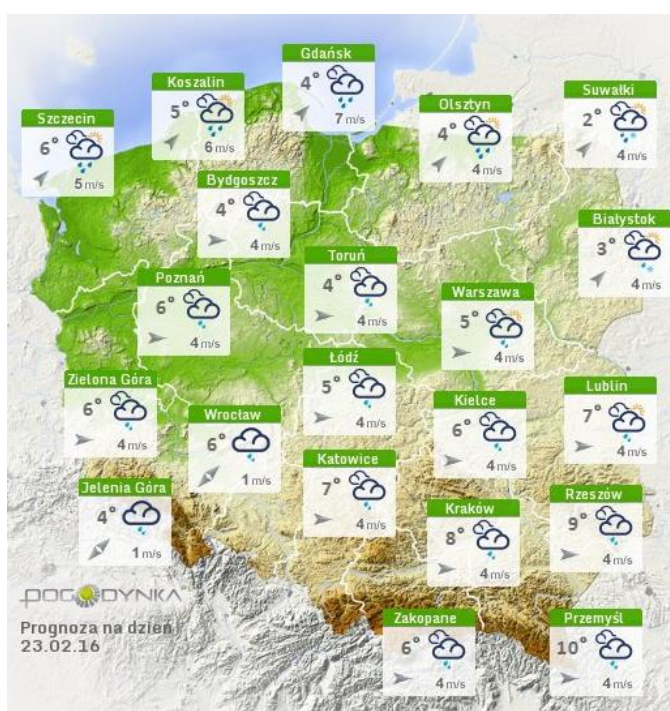 Gdańsk
4°
7 m/s
Koszalin
5°
6 m/s
Suwałki
2°
4 m/s
Olsztyn
4°
4 m/s
Szczecin
6°
5 m/s
Bydgoszcz
4°
4 m/s
Białystok
3°
4 m/s
Toruń
4°
4 m/s
Poznań
6°
4 m/s
Warszawa
5°
4 m/s
Łódź
5°
4 m/s
Zielona Góra
6°
4 m/s
Lublin
7°
4 m/s
Kielce
6°
4 m/s
Wrocław
6°
1 m/s
Katowice
7°
4 m/s
Jelenia Góra
4°
1 m/s
Rzeszów
9°
4 m/s
Kraków
8°
4 m/s
POGODYNKA
Prognoza na dzień
23.02.16
Zakopane
6°
4 m/s
Przemyśl
10°
4 m/s